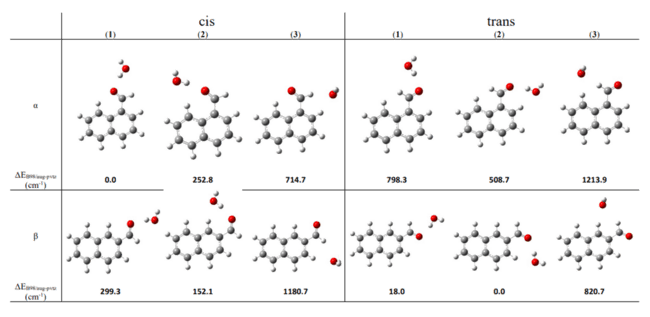 cis trans
(1) (2) (3) (1) (2) (3)
α
ΔE 0.0 252.8 714.7 798.3 508.7 1213.9
(cm⁻¹)
β
ΔE 299.3 152.1 1180.7 18.0 0.0 820.7
(cm⁻¹)